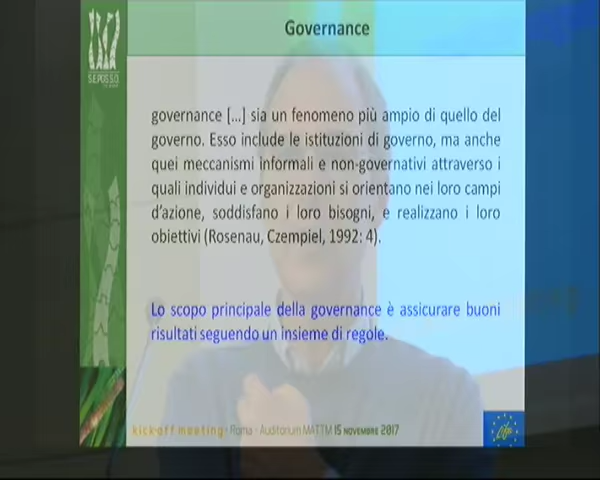 Governance
S.E.POS.S.O.
governance [...] sia un fenomeno più ampio di quello del
governo. Esso include le istituzioni di governo, ma anche
quei meccanismi informali e non-governativi attraverso i
quali individui e organizzazioni si orientano nei loro campi
d'azione, soddisfano i loro bisogni, e realizzano i loro
obiettivi (Rosenau, Czempiel, 1992: 4).
Lo scopo principale della governance è assicurare buoni
risultati seguendo un insieme di regole.
kick-off meeting - Roma - Auditorium MATTM 15 NOVEMBRE 2017
Life